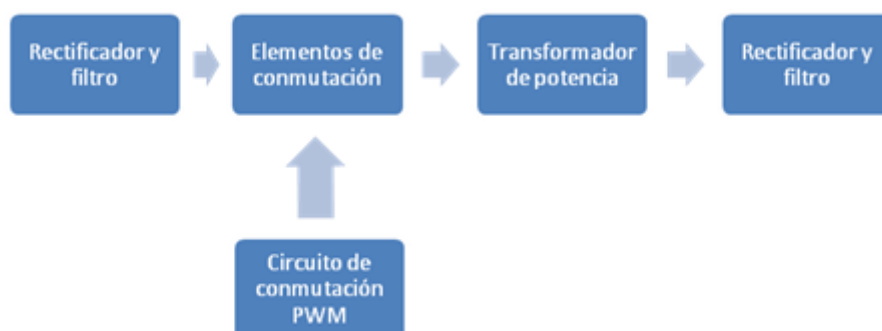 Rectificador y
filtro
Elementos de
conmutación
Transformador
de potencia
Rectificador y
filtro
Circuito de
conmutación
PWM